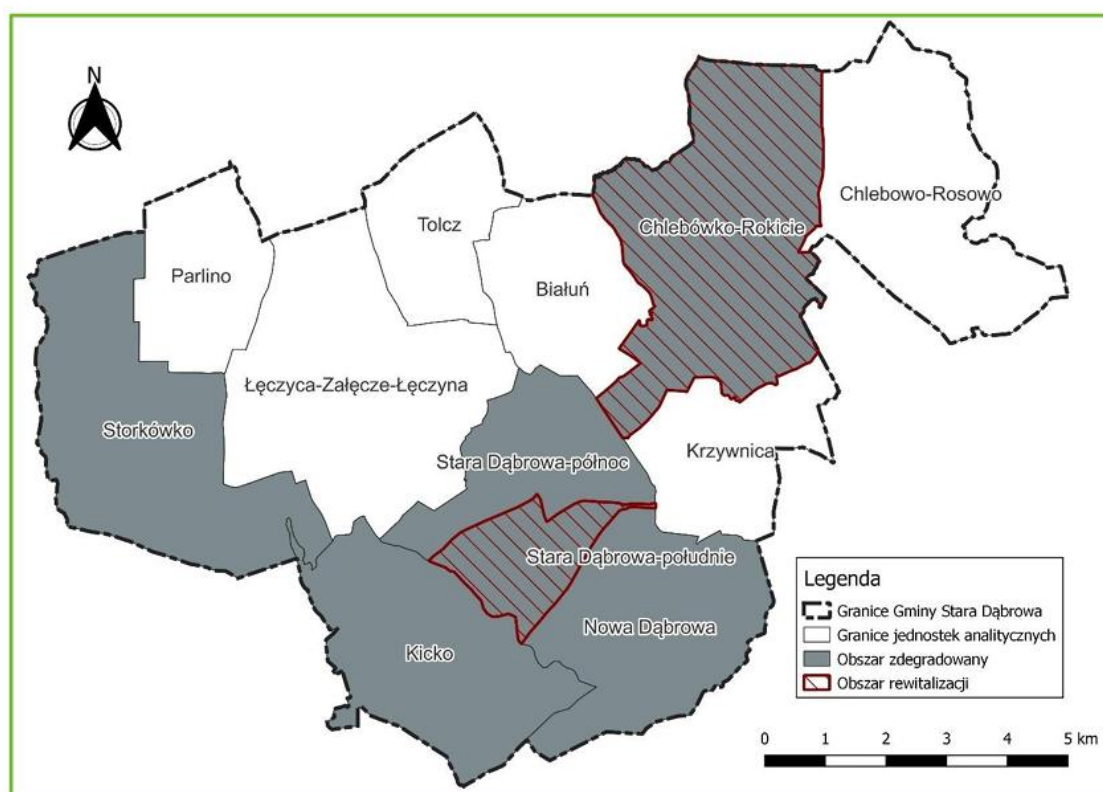 N
Chlebowo-Rosowo
Tolcz
Chlebówko-Rokicie
Parlino
Białuń
Łęczyca-Załęcze-Łęczyna
Storkówko
Krzywnica
Stara Dąbrowa-północ
Stara Dąbrowa-południe
Nowa Dąbrowa
Kicko
Legenda
Granice Gminy Stara Dąbrowa
Granice jednostek analitycznych
Obszar zdegradowany
Obszar rewitalizacji
0 1 2 3 4 5 km